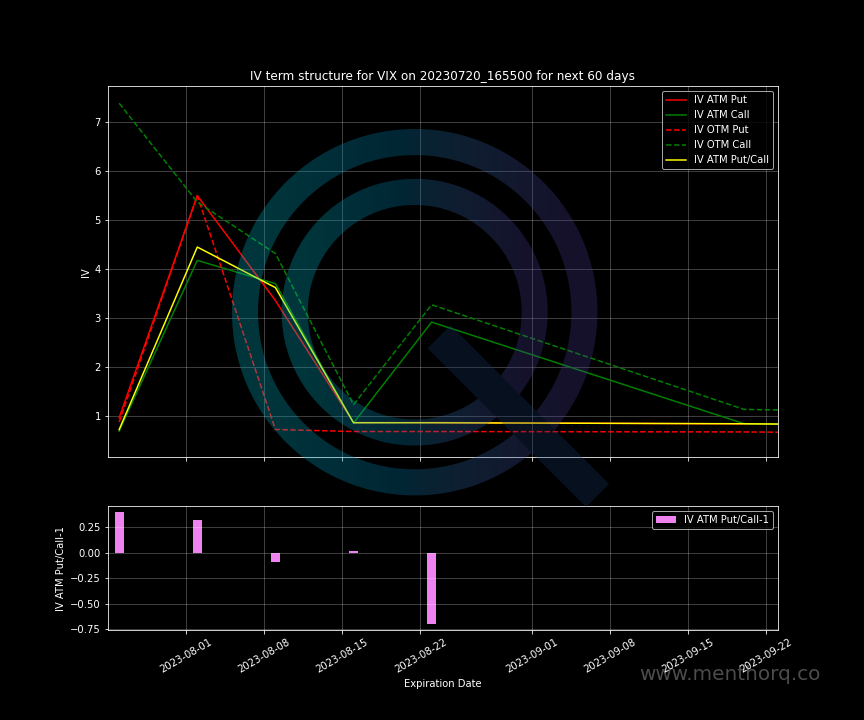 IV term structure for VIX on 20230720_165500 for next 60 days
IV ATM Put
IV ATM Call
IV OTM Put
IV OTM Call
IV ATM Put/Call
7
6
5
4
3
2
1
IV
IV ATM Put/Call-1
0.25
0.00
−0.25
−0.50
−0.75
IV ATM Put/Call-1
2023-08-01
2023-08-08
2023-08-15
2023-08-22
2023-09-01
2023-09-08
2023-09-15
2023-09-22
Expiration Date
www.menthorq.co